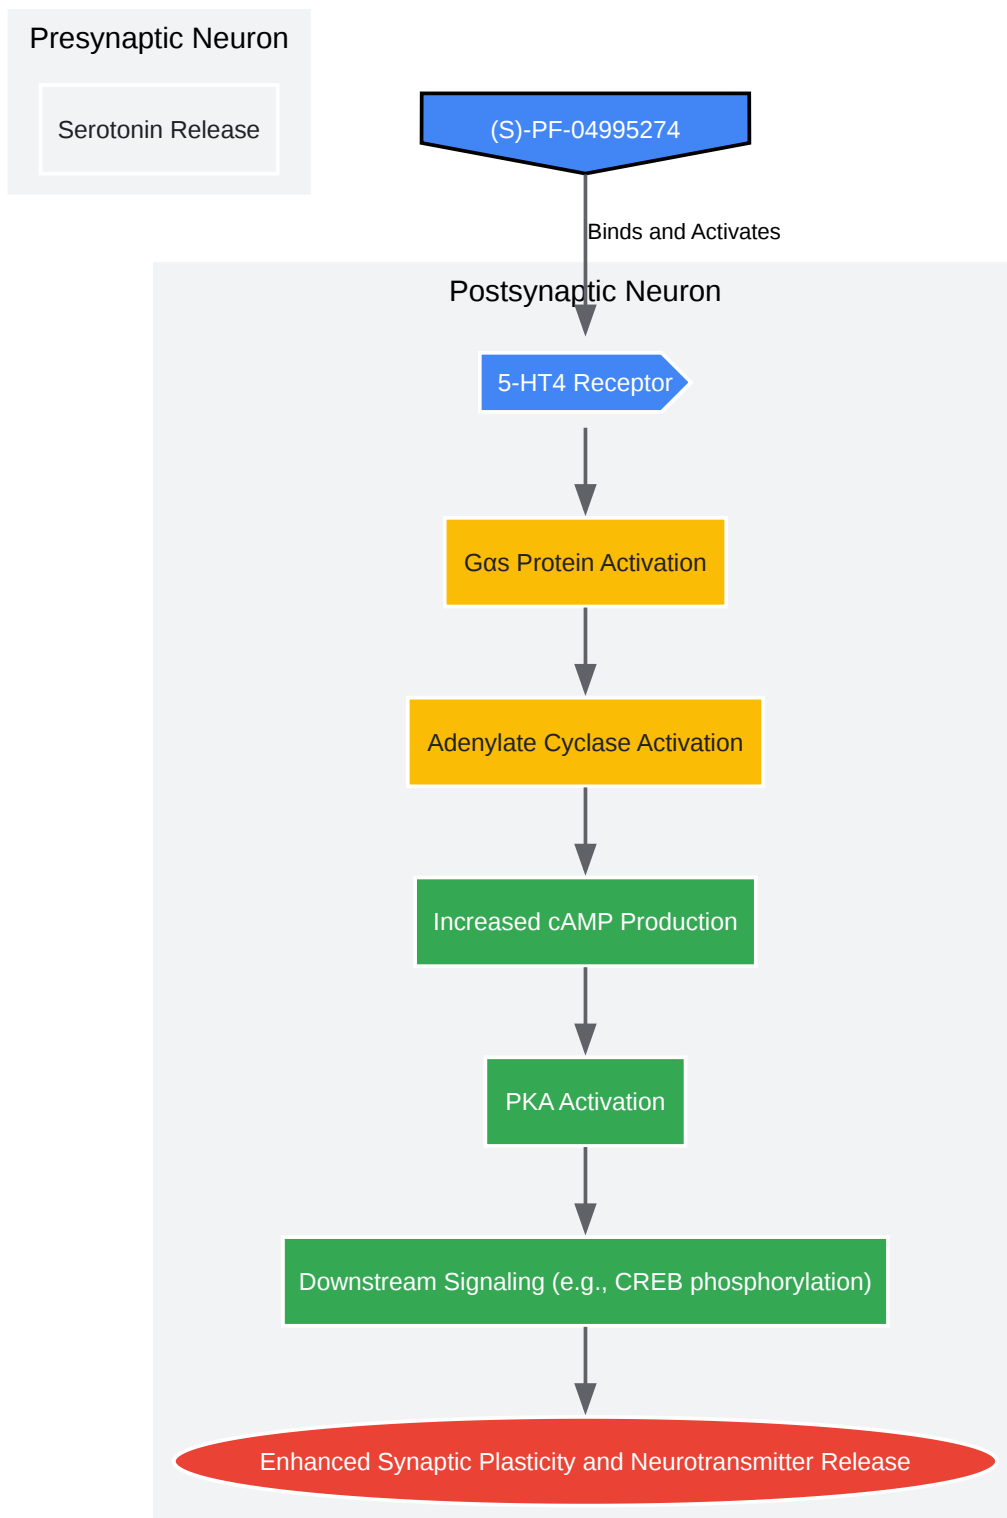 Presynaptic Neuron
Serotonin Release
(S)-PF-04995274
Binds and Activates
Postsynaptic Neuron
5-HT4 Receptor
Gαs Protein Activation
Adenylate Cyclase Activation
Increased cAMP Production
PKA Activation
Downstream Signaling (e.g., CREB phosphorylation)
Enhanced Synaptic Plasticity and Neurotransmitter Release